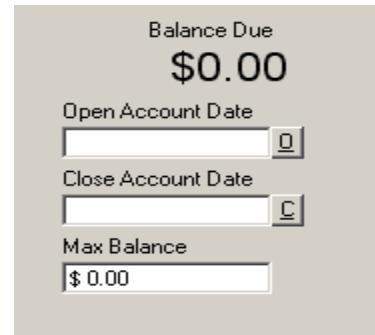 Balance Due
$0.00
Open Account Date
O
Close Account Date
C
Max Balance
$ 0.00